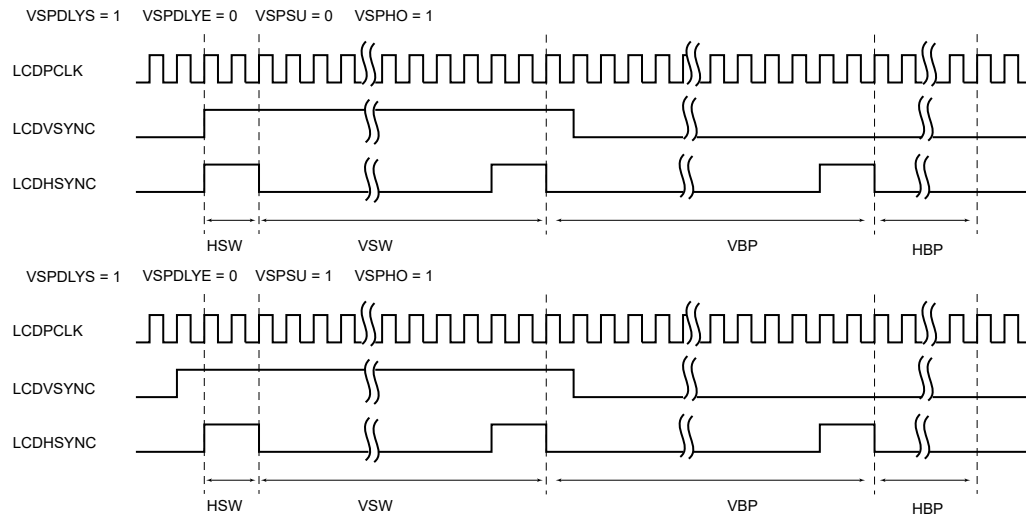 VSPDLYS = 1 VSPDLYE = 0 VSPSU = 0 VSPHO = 1
LCDPCLK
LCDVSYNC
LCDHSYNC
HSW VSW VBP HBP
VSPDLYS = 1 VSPDLYE = 0 VSPSU = 1 VSPHO = 1
LCDPCLK
LCDVSYNC
LCDHSYNC
HSW VSW VBP HBP